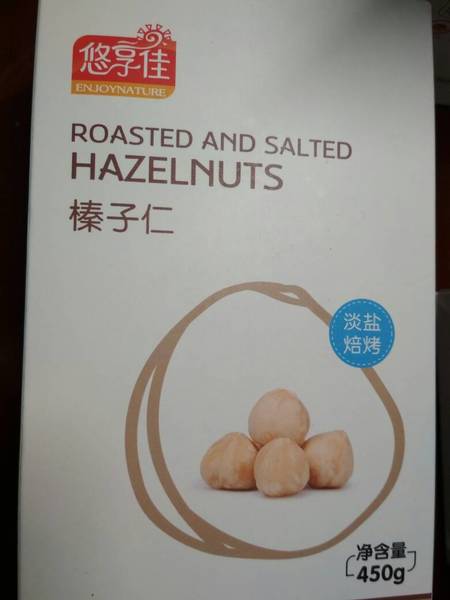 悠享佳
ENJOYNATURE
ROASTED AND SALTED
HAZELNUTS
榛子仁
淡盐
焙烤
净含量
450g